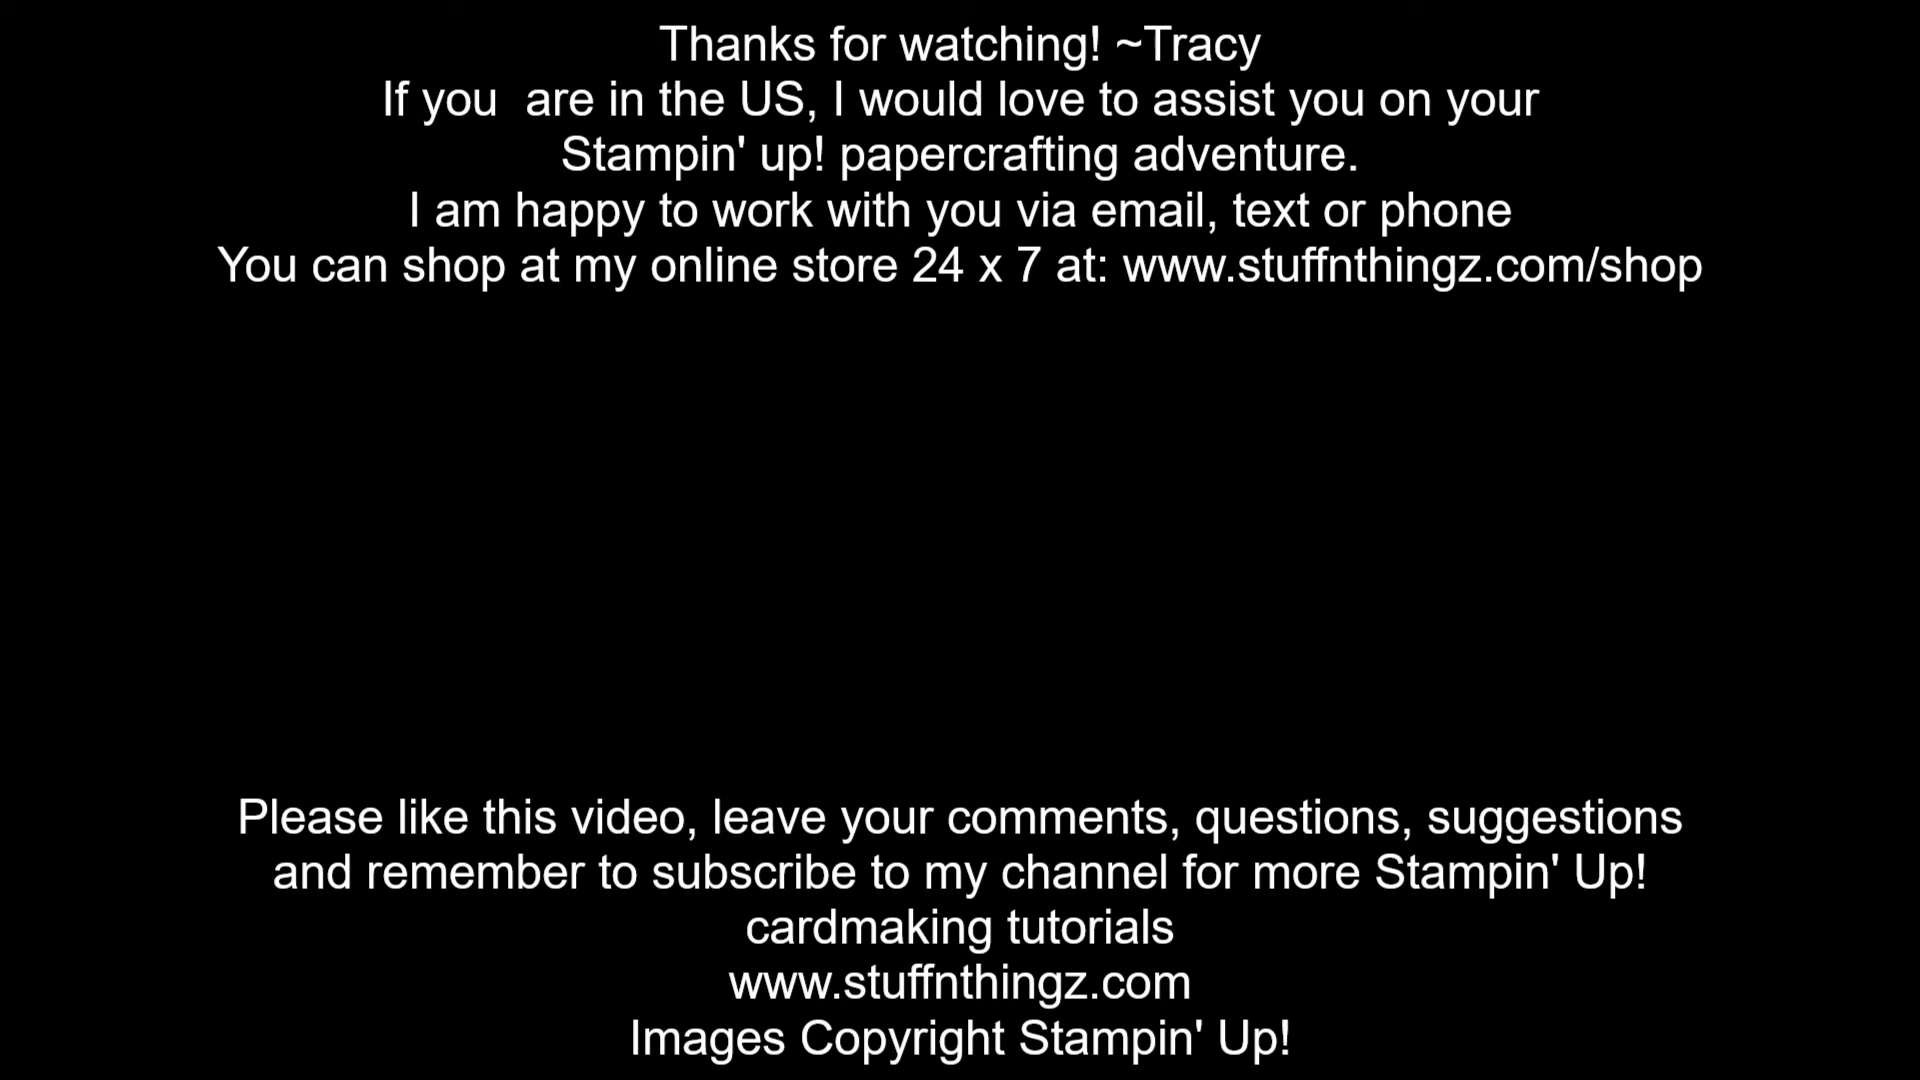 Thanks for watching! ~Tracy
If you  are in the US, I would love to assist you on your
Stampin' up! papercrafting adventure.
I am happy to work with you via email, text or phone
You can shop at my online store 24 x 7 at: www.stuffnthingz.com/shop
Please like this video, leave your comments, questions, suggestions
and remember to subscribe to my channel for more Stampin' Up!
cardmaking tutorials
www.stuffnthingz.com
Images Copyright Stampin' Up!